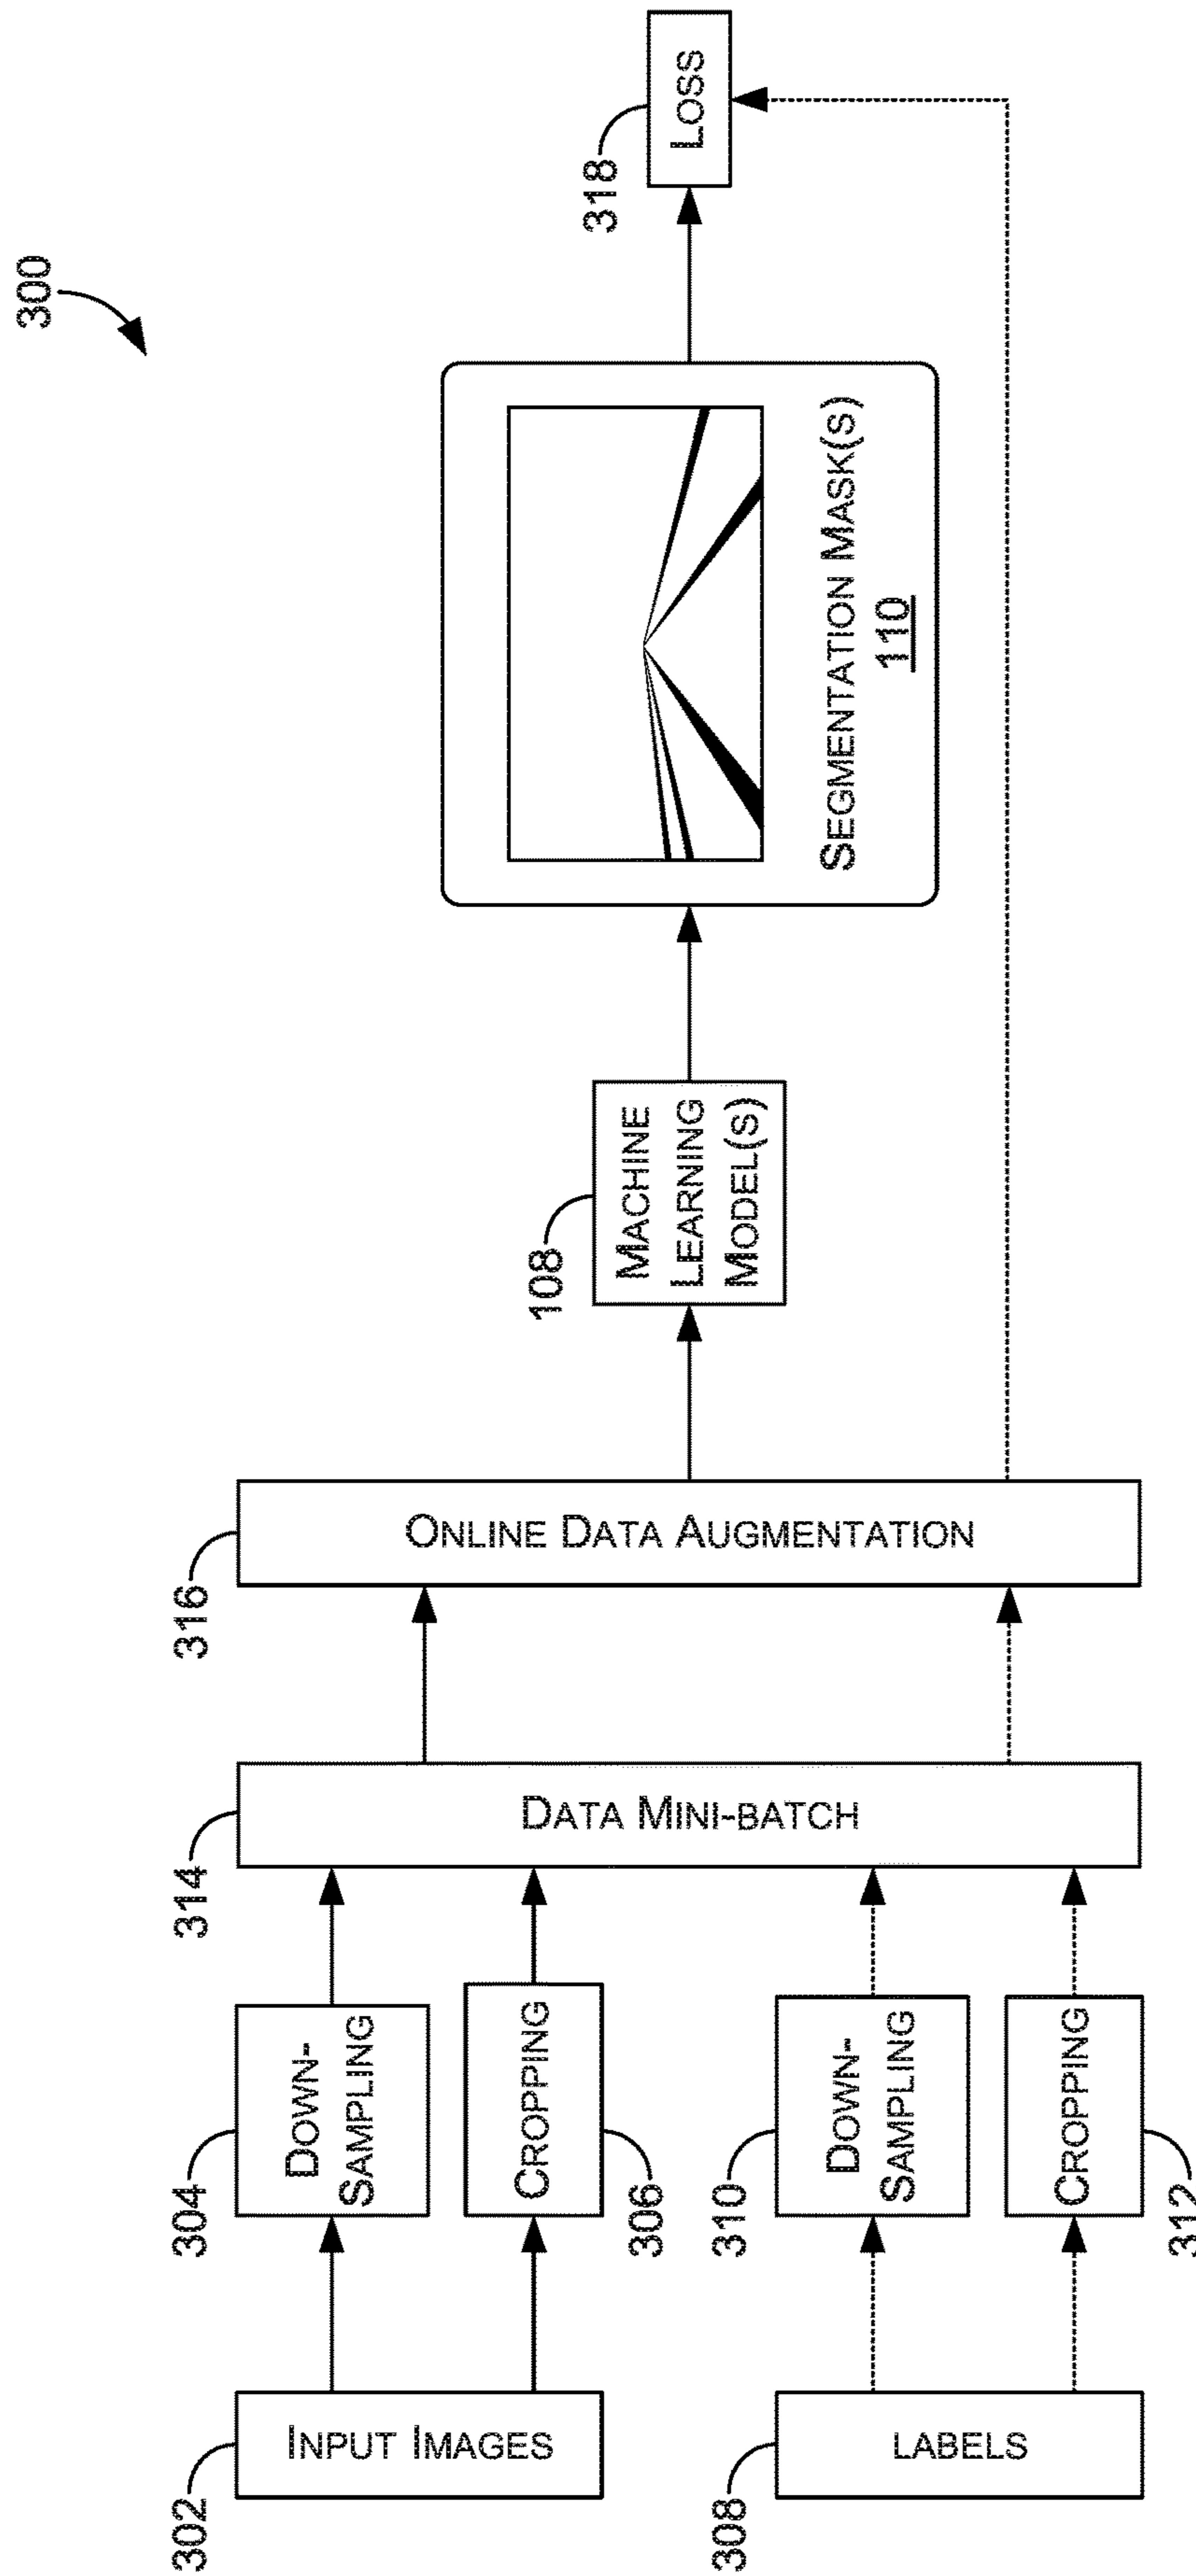 300
302
INPUT IMAGES
304
DOWN-
SAMPLING
CROPPING
306
308
LABELS
310
DOWN-
SAMPLING
CROPPING
312
314
DATA MINI-BATCH
316
ONLINE DATA AUGMENTATION
108
MACHINE
LEARNING
MODEL(S)
SEGMENTATION MASK(S)
110
318
LOSS